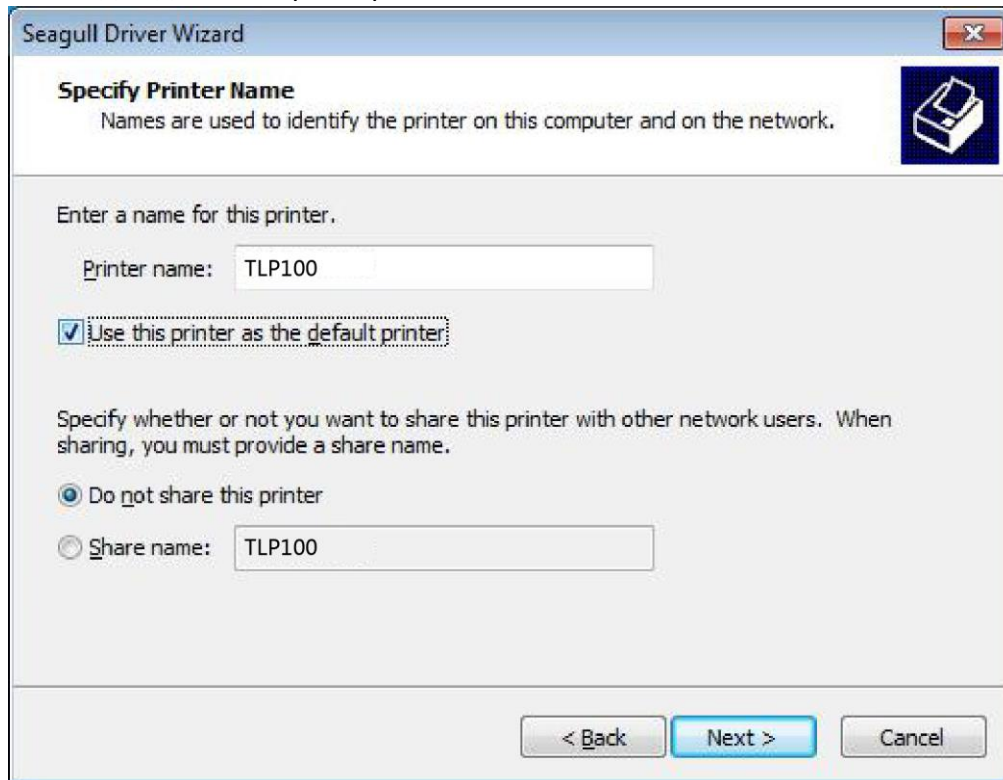 Seagull Driver Wizard
Specify Printer Name
Names are used to identify the printer on this computer and on the network.
Enter a name for this printer.
Printer name: TLP100
Use this printer as the default printer
Specify whether or not you want to share this printer with other network users. When
sharing, you must provide a share name.
Do not share this printer
Share name: TLP100
< Back Next > Cancel